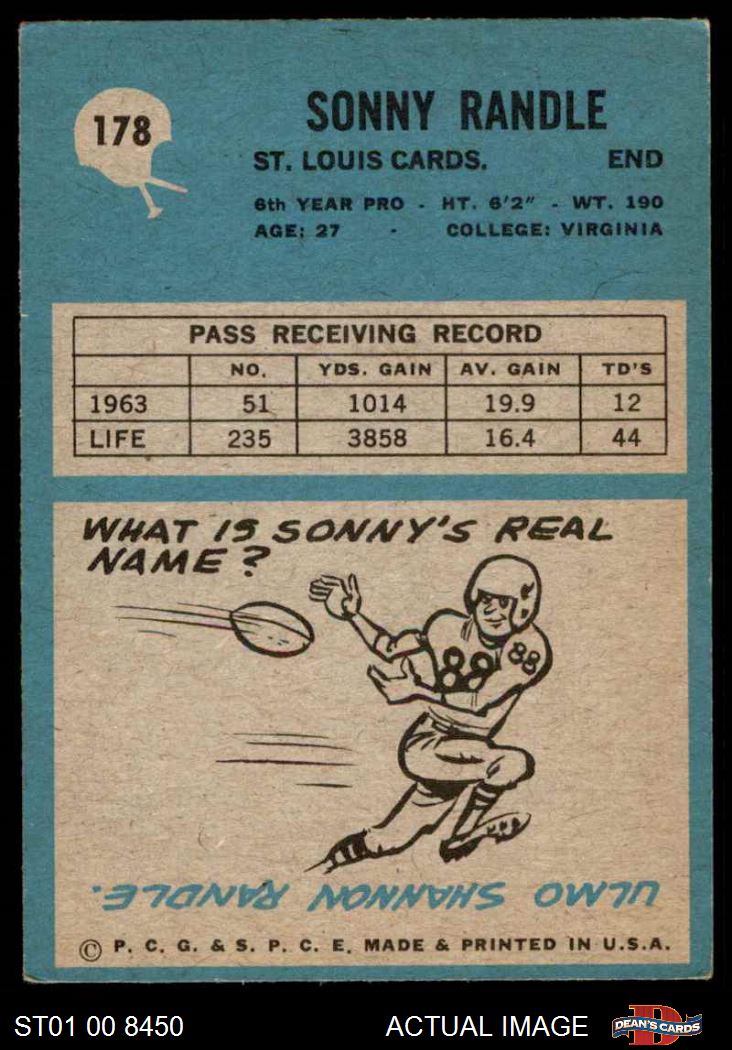 178
SONNY RANDLE
ST. LOUIS CARDS. END
6th YEAR PRO - HT. 6'2" - WT. 190
AGE: 27 - COLLEGE: VIRGINIA
PASS RECEIVING RECORD
NO. YDS. GAIN AV. GAIN TD'S
1963 51 1014 19.9 12
LIFE 235 3858 16.4 44
WHAT IS SONNY'S REAL
NAME?
88
88
ULMO SHANNON RANDLE.
© P. C. G. & S. P. C. E. MADE & PRINTED IN U.S.A.
ST01 00 8450 ACTUAL IMAGE D DEAN'S CARDS